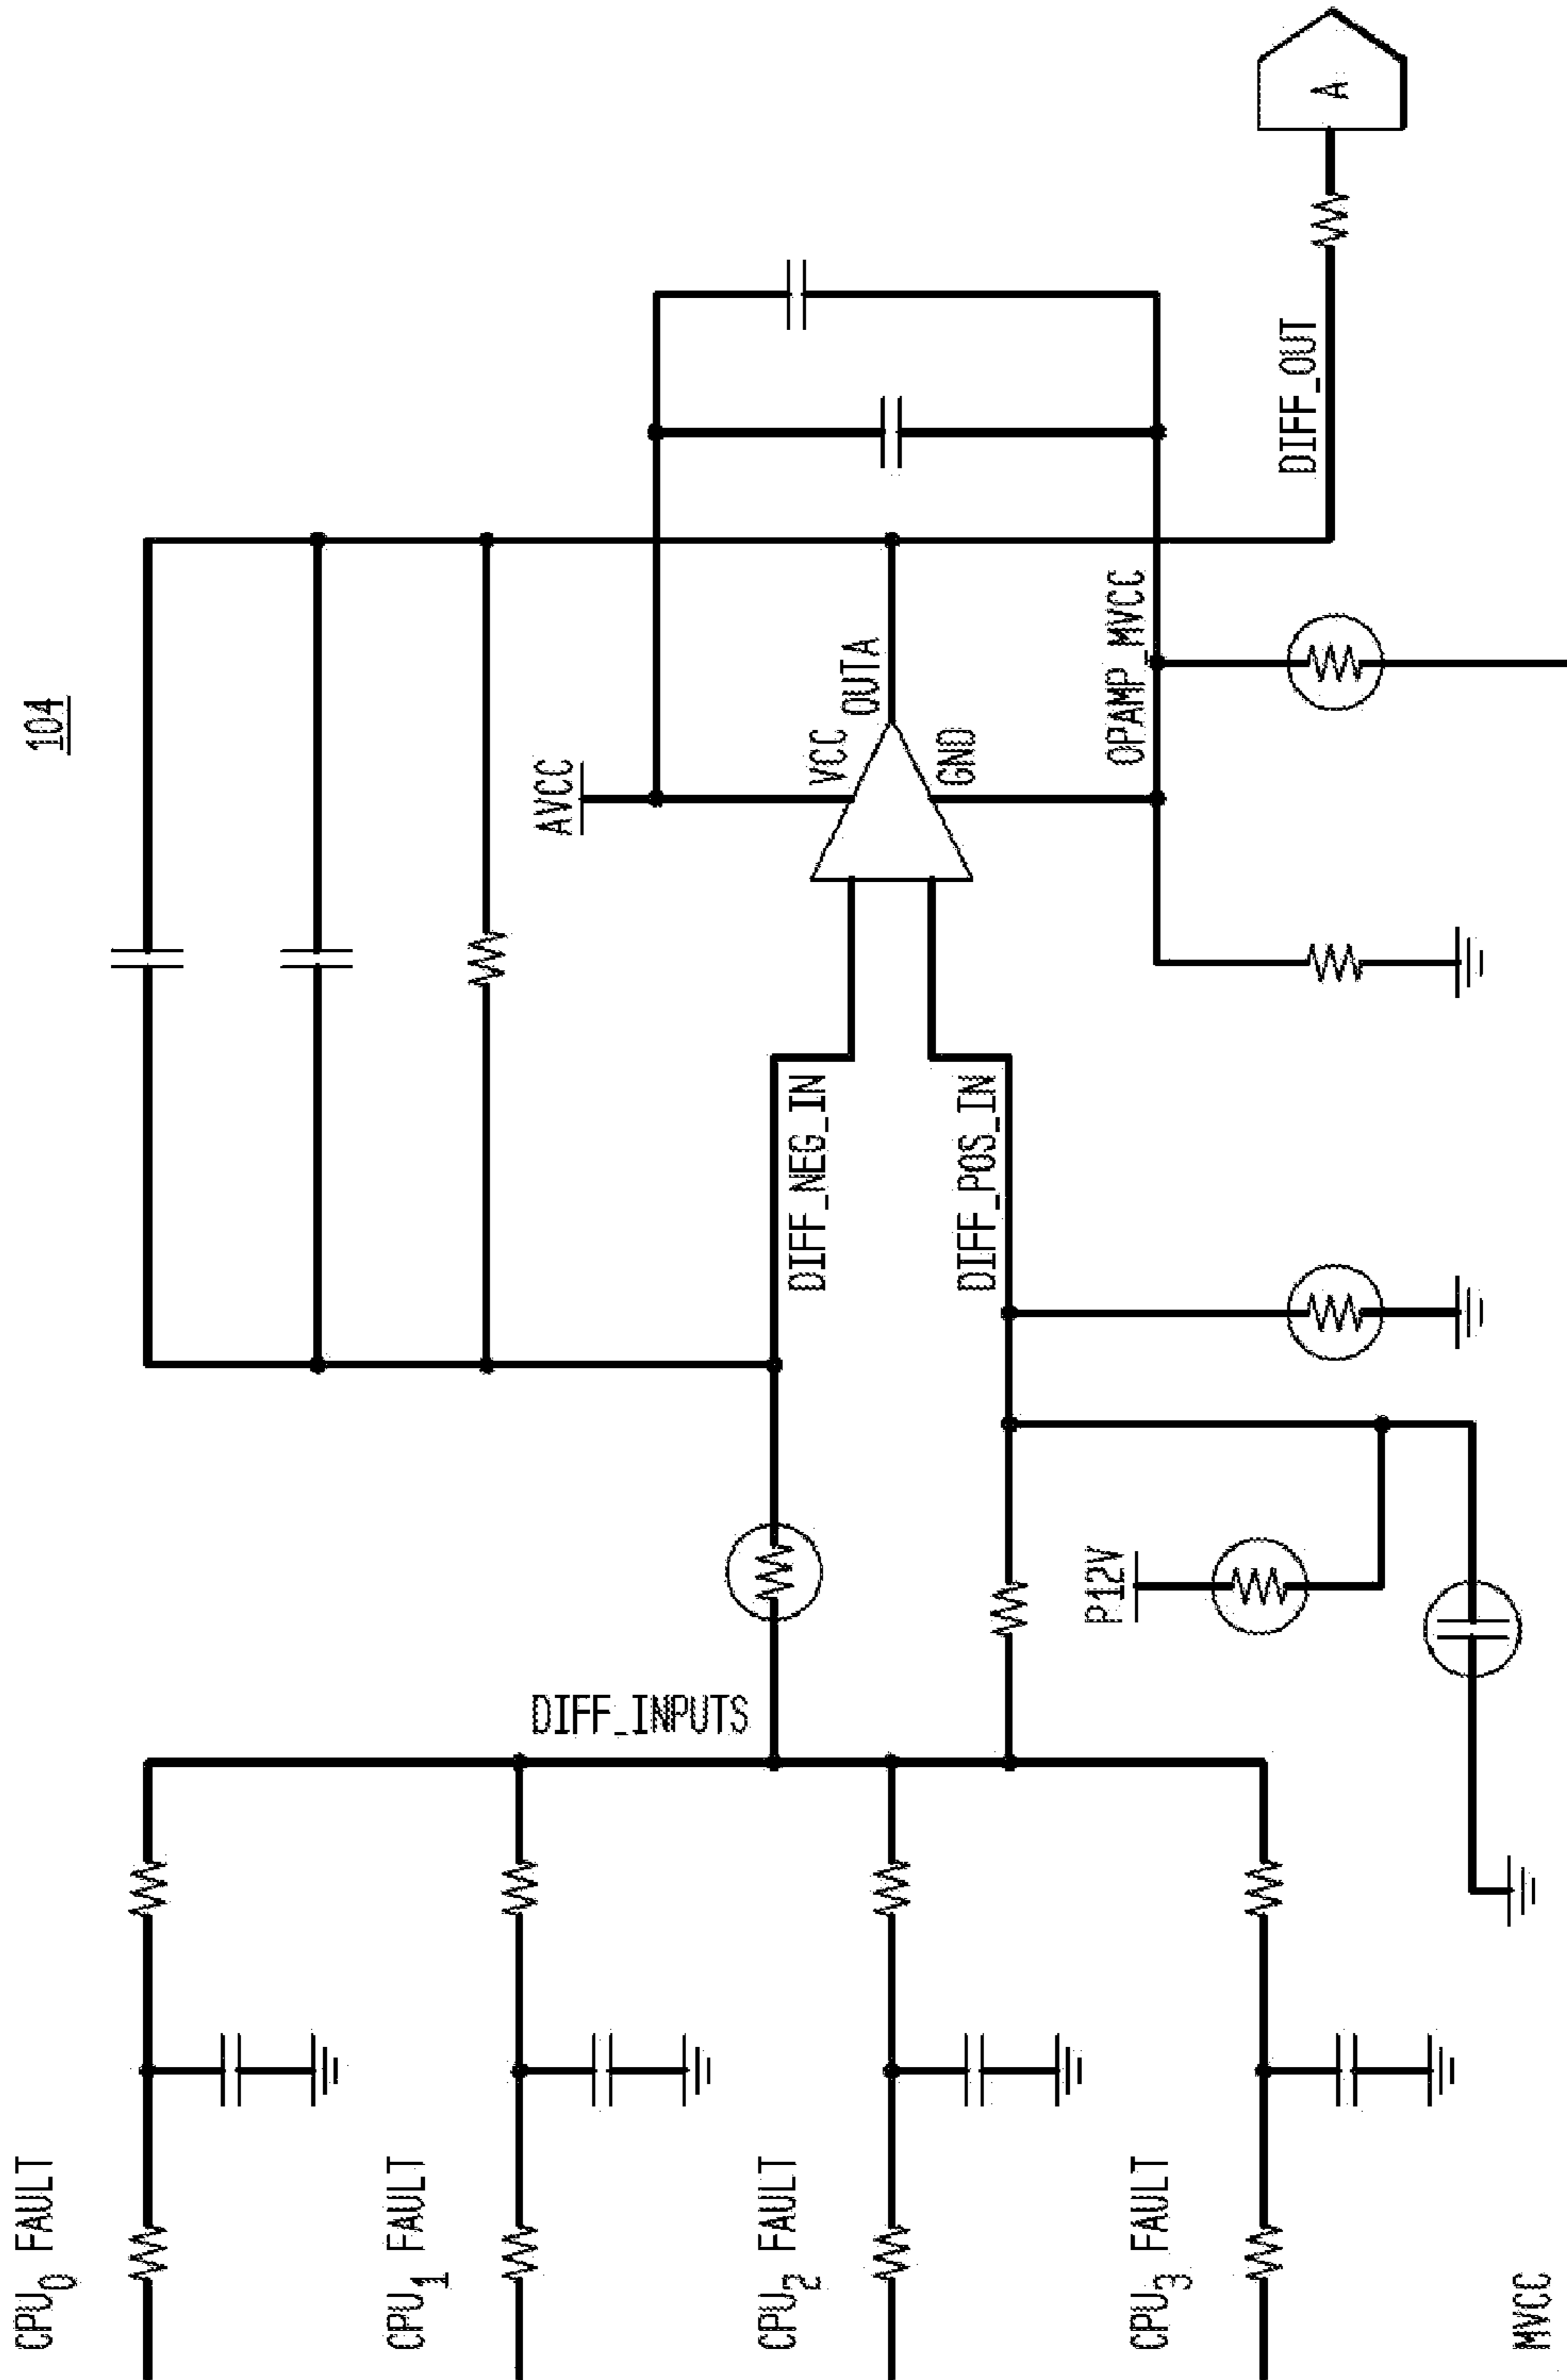 104
CPU0 FAULT
CPU1 FAULT
CPU2 FAULT
CPU3 FAULT
MVCC
DIFF_INPUTS
P12V
DIFF_NEG_IN
DIFF_POS_IN
AVCC
VCC
OUTA
GND
OPAMP_MVCC
DIFF_OUT
A